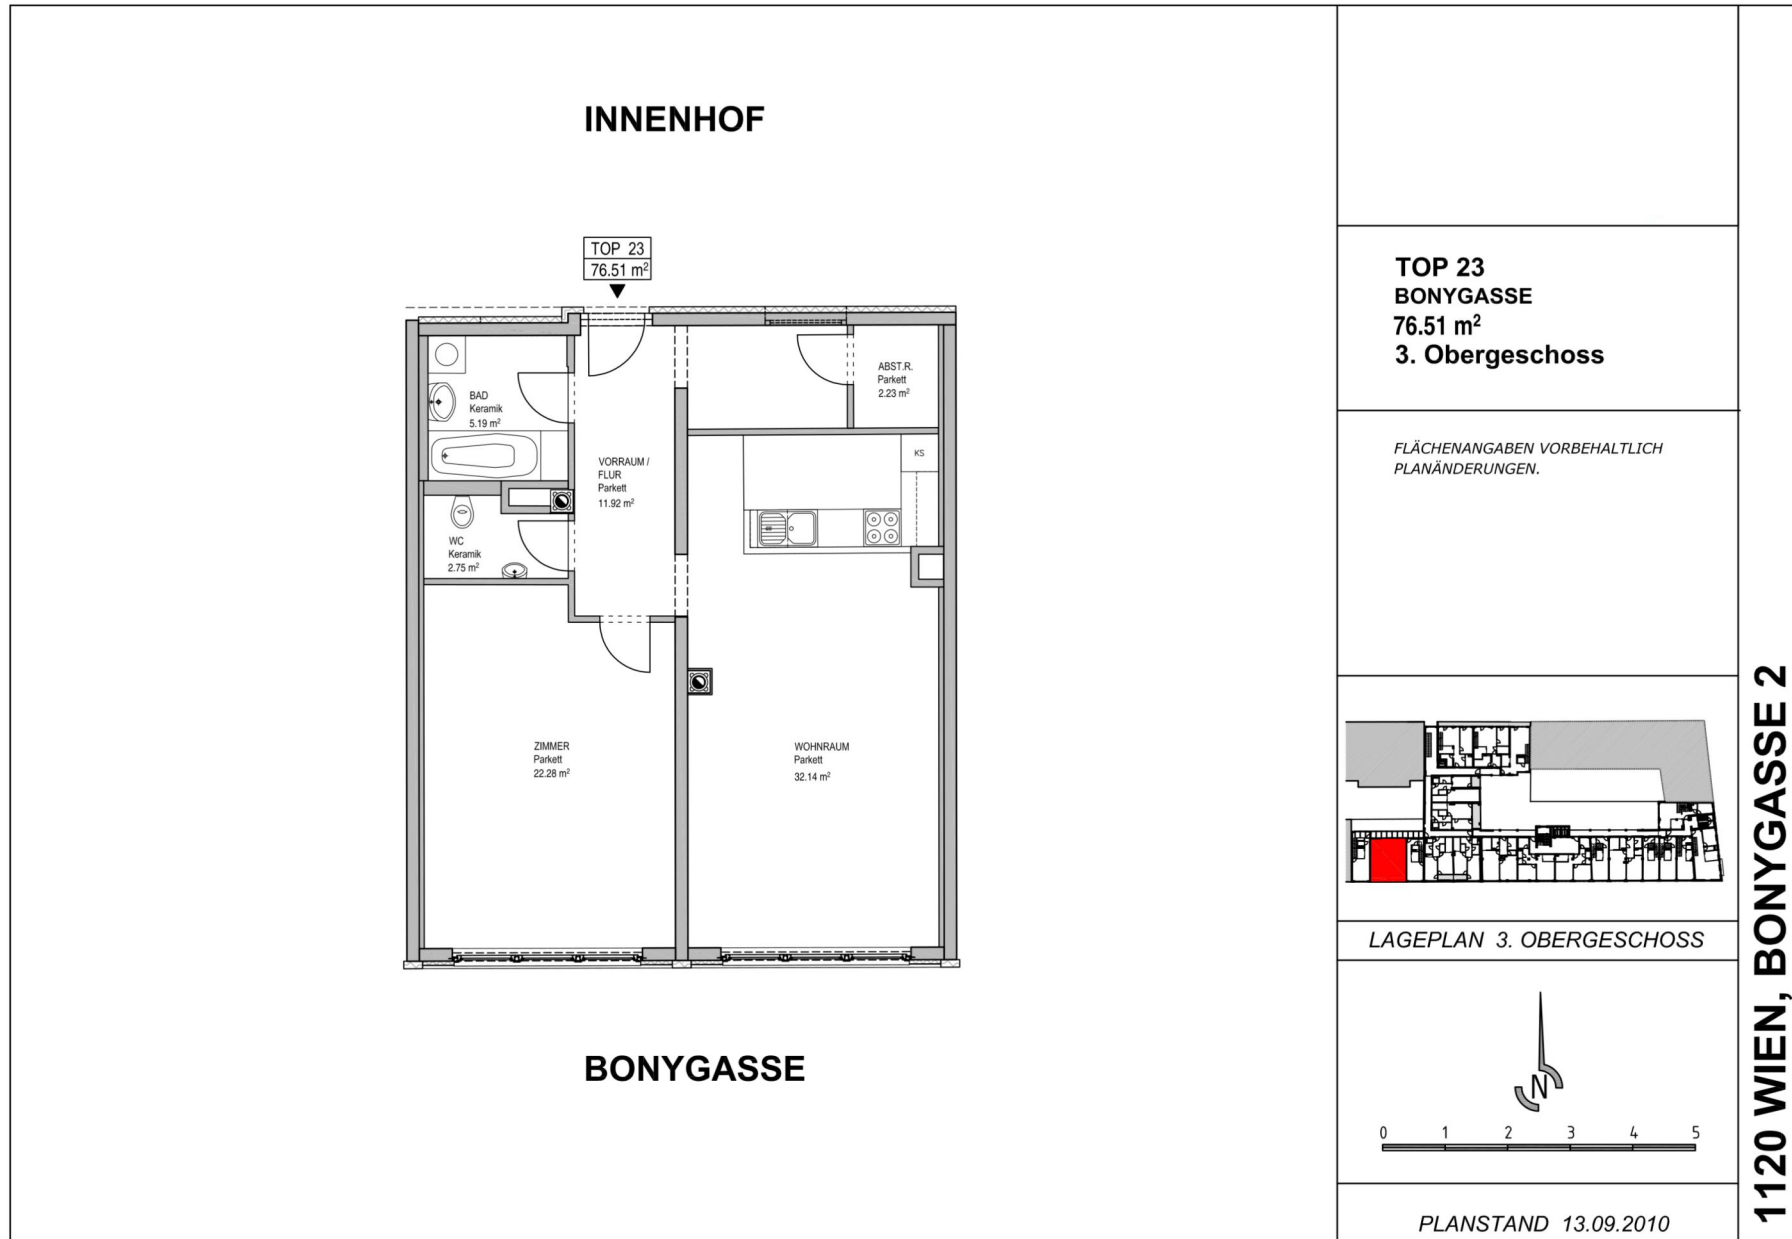 INNENHOF
TOP 23
76.51 m²
BAD
Keramik
5.19 m²
VORRAUM /
FLUR
Parkett
11.92 m²
ABST.R.
Parkett
2.23 m²
KS
WC
Keramik
2.75 m²
ZIMMER
Parkett
22.28 m²
WOHNRAUM
Parkett
32.14 m²
BONYGASSE
TOP 23
BONYGASSE
76.51 m²
3. Obergeschoss
FLÄCHENANGABEN VORBEHALTLICH
PLANÄNDERUNGEN.
LAGEPLAN 3. OBERGESCHOSS
N
0 1 2 3 4 5
PLANSTAND 13.09.2010
1120 WIEN, BONYGASSE 2